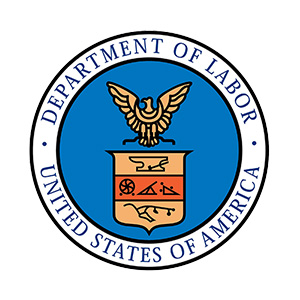 DEPARTMENT OF LABOR
UNITED STATES OF AMERICA